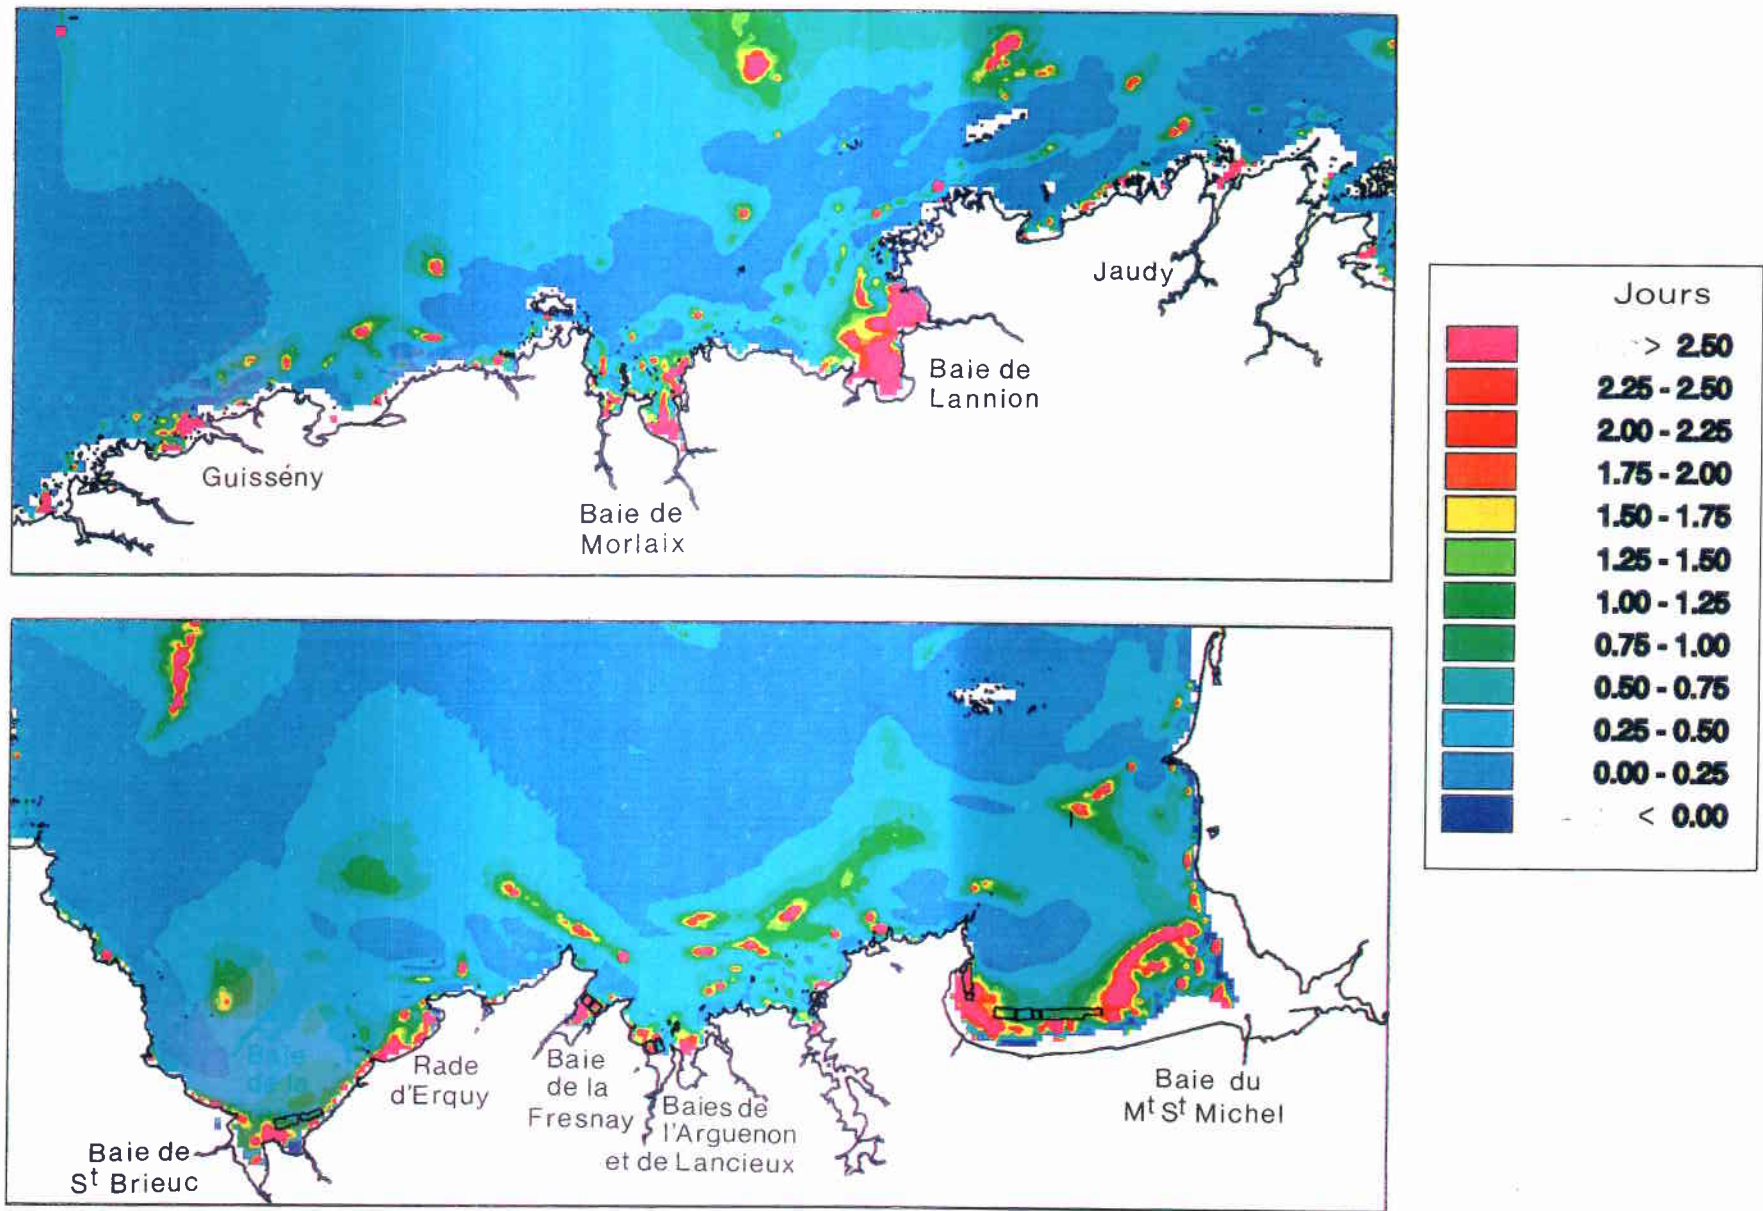 Guissény
Baie de
Morlaix
Baie de
Lannion
Jaudy
Jours
> 2.50
2.25 - 2.50
2.00 - 2.25
1.75 - 2.00
1.50 - 1.75
1.25 - 1.50
1.00 - 1.25
0.75 - 1.00
0.50 - 0.75
0.25 - 0.50
0.00 - 0.25
< 0.00
Baie
de la
Baie de
St Brieuc
Rade
d'Erquy
Baie
de la
Fresnay
Baies de
l'Arguenon
et de Lancieux
Baie du
Mt St Michel